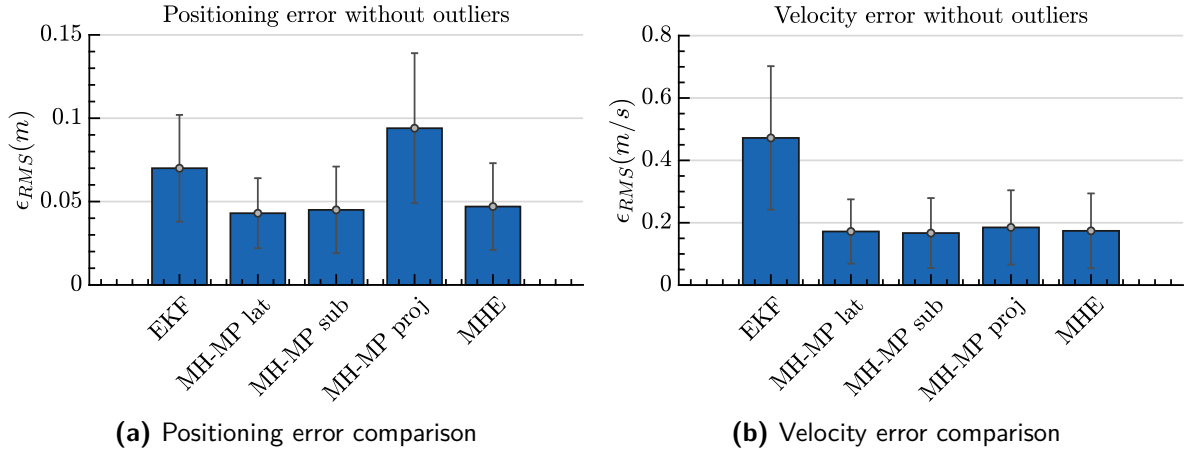 Positioning error without outliers
0.15
0.1
0.05
0
ϵ_RMS(m)
EKF
MH-MP lat
MH-MP sub
MH-MP proj
MHE
(a) Positioning error comparison
Velocity error without outliers
0.8
0.6
0.4
0.2
0
ϵ_RMS(m/s)
EKF
MH-MP lat
MH-MP sub
MH-MP proj
MHE
(b) Velocity error comparison